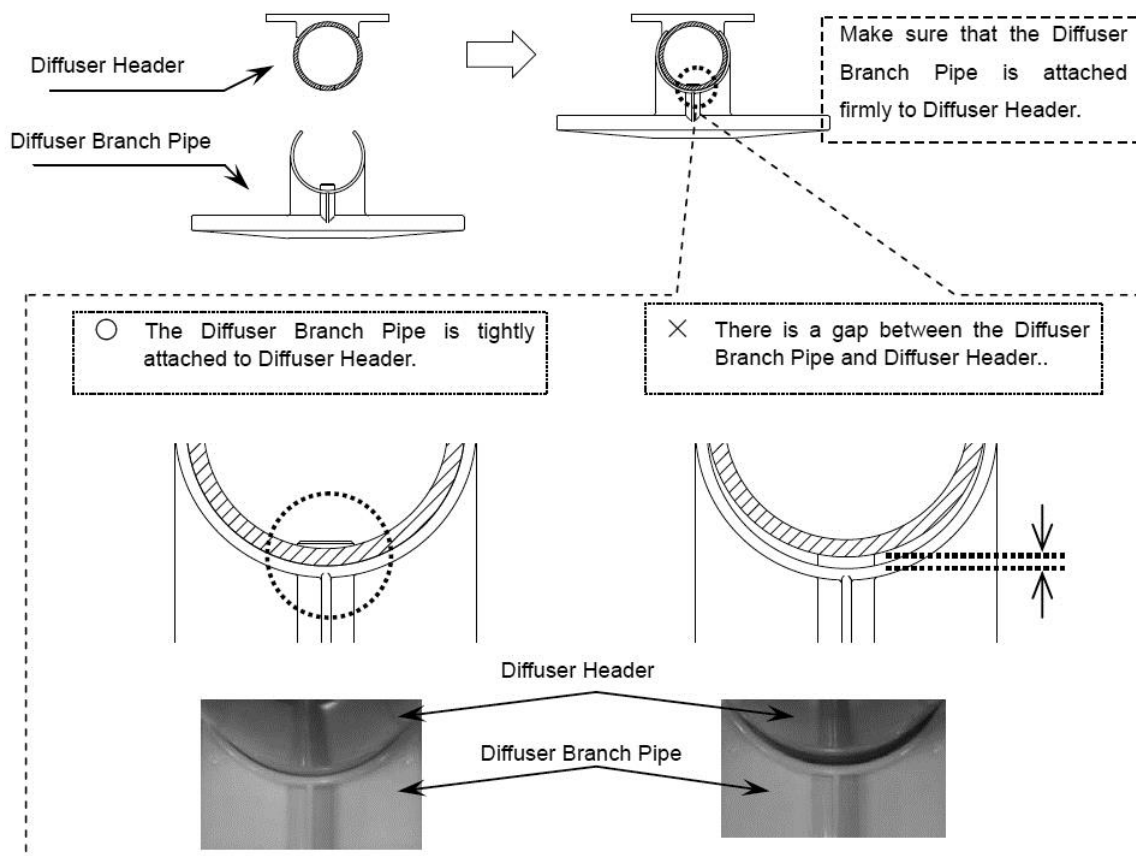 Diffuser Header
Diffuser Branch Pipe
Make sure that the Diffuser
Branch Pipe is attached
firmly to Diffuser Header.
○ The Diffuser Branch Pipe is tightly
attached to Diffuser Header.
× There is a gap between the Diffuser
Branch Pipe and Diffuser Header..
Diffuser Header
Diffuser Branch Pipe